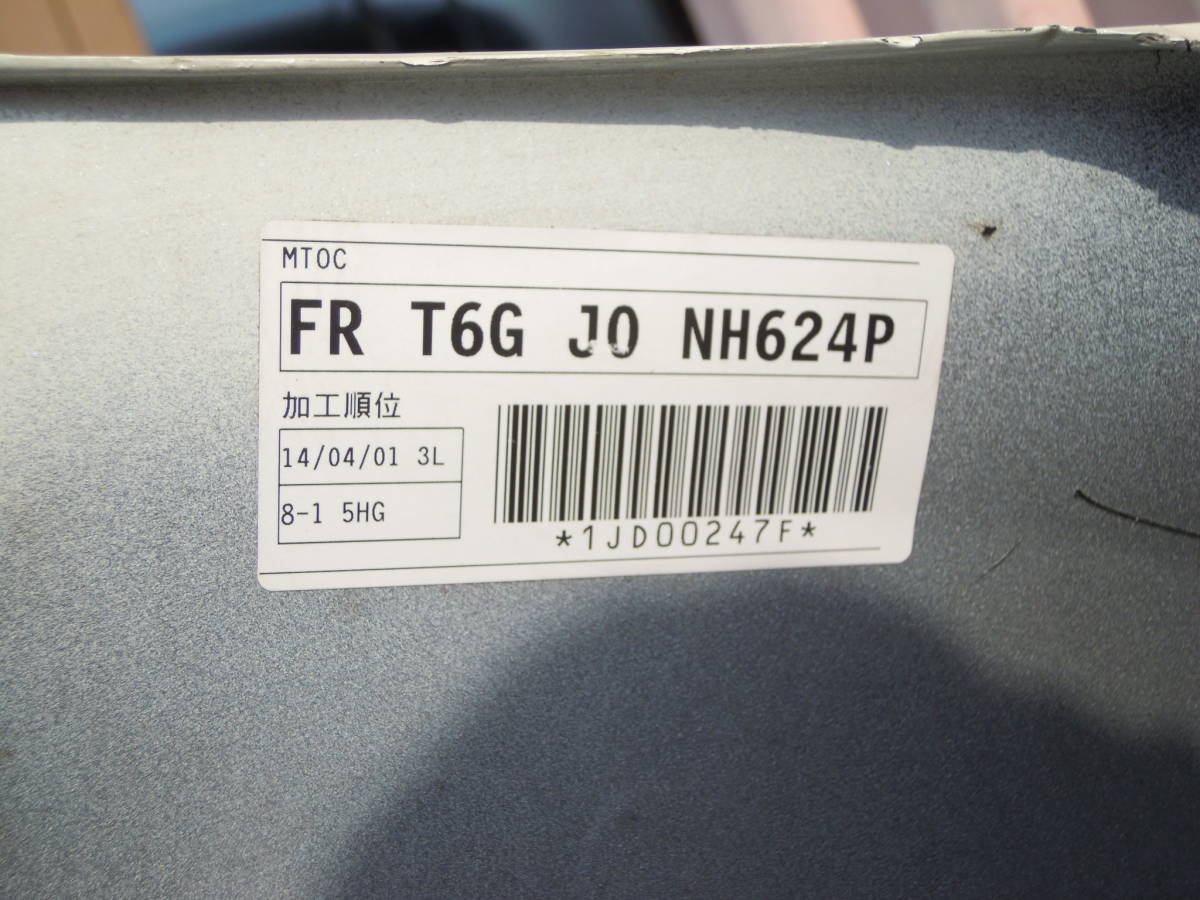 MTOC
FR T6G J0 NH624P
加工順位
14/04/01 3L
8-1 5HG
*1JD00247F*